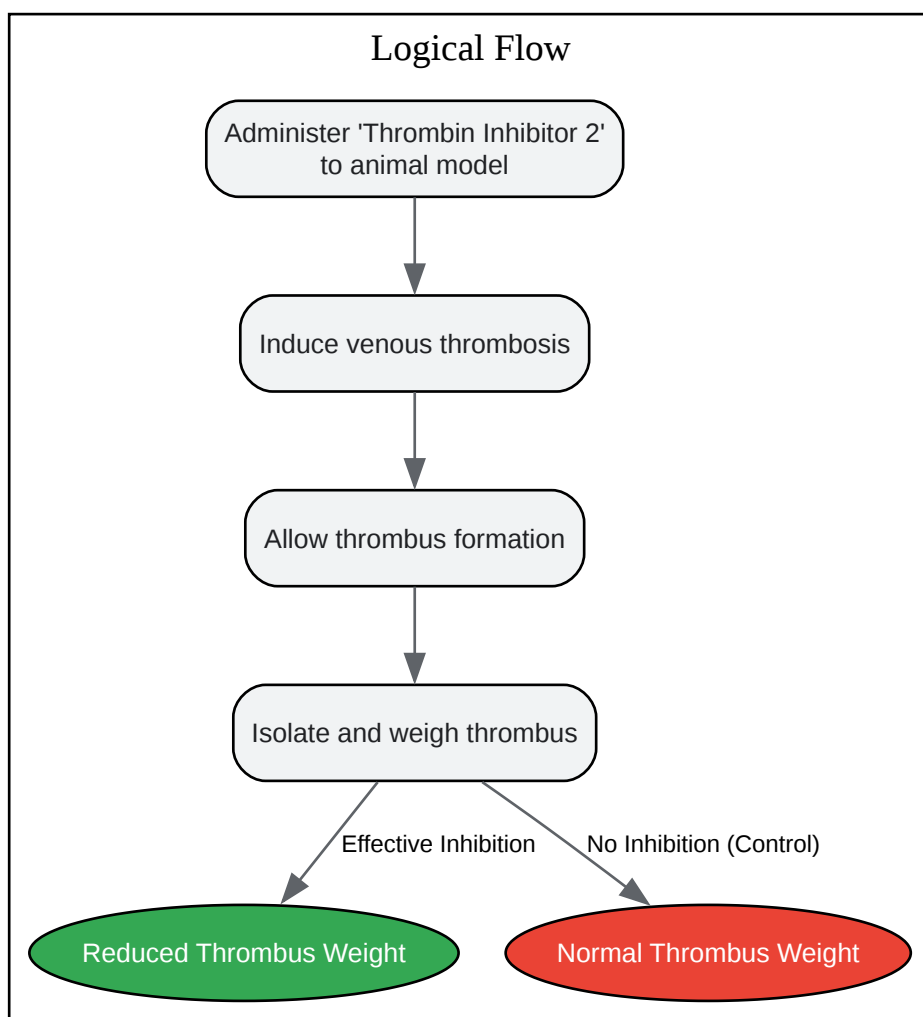 Logical Flow
Administer 'Thrombin Inhibitor 2'
to animal model
Induce venous thrombosis
Allow thrombus formation
Isolate and weigh thrombus
Effective Inhibition
No Inhibition (Control)
Reduced Thrombus Weight
Normal Thrombus Weight